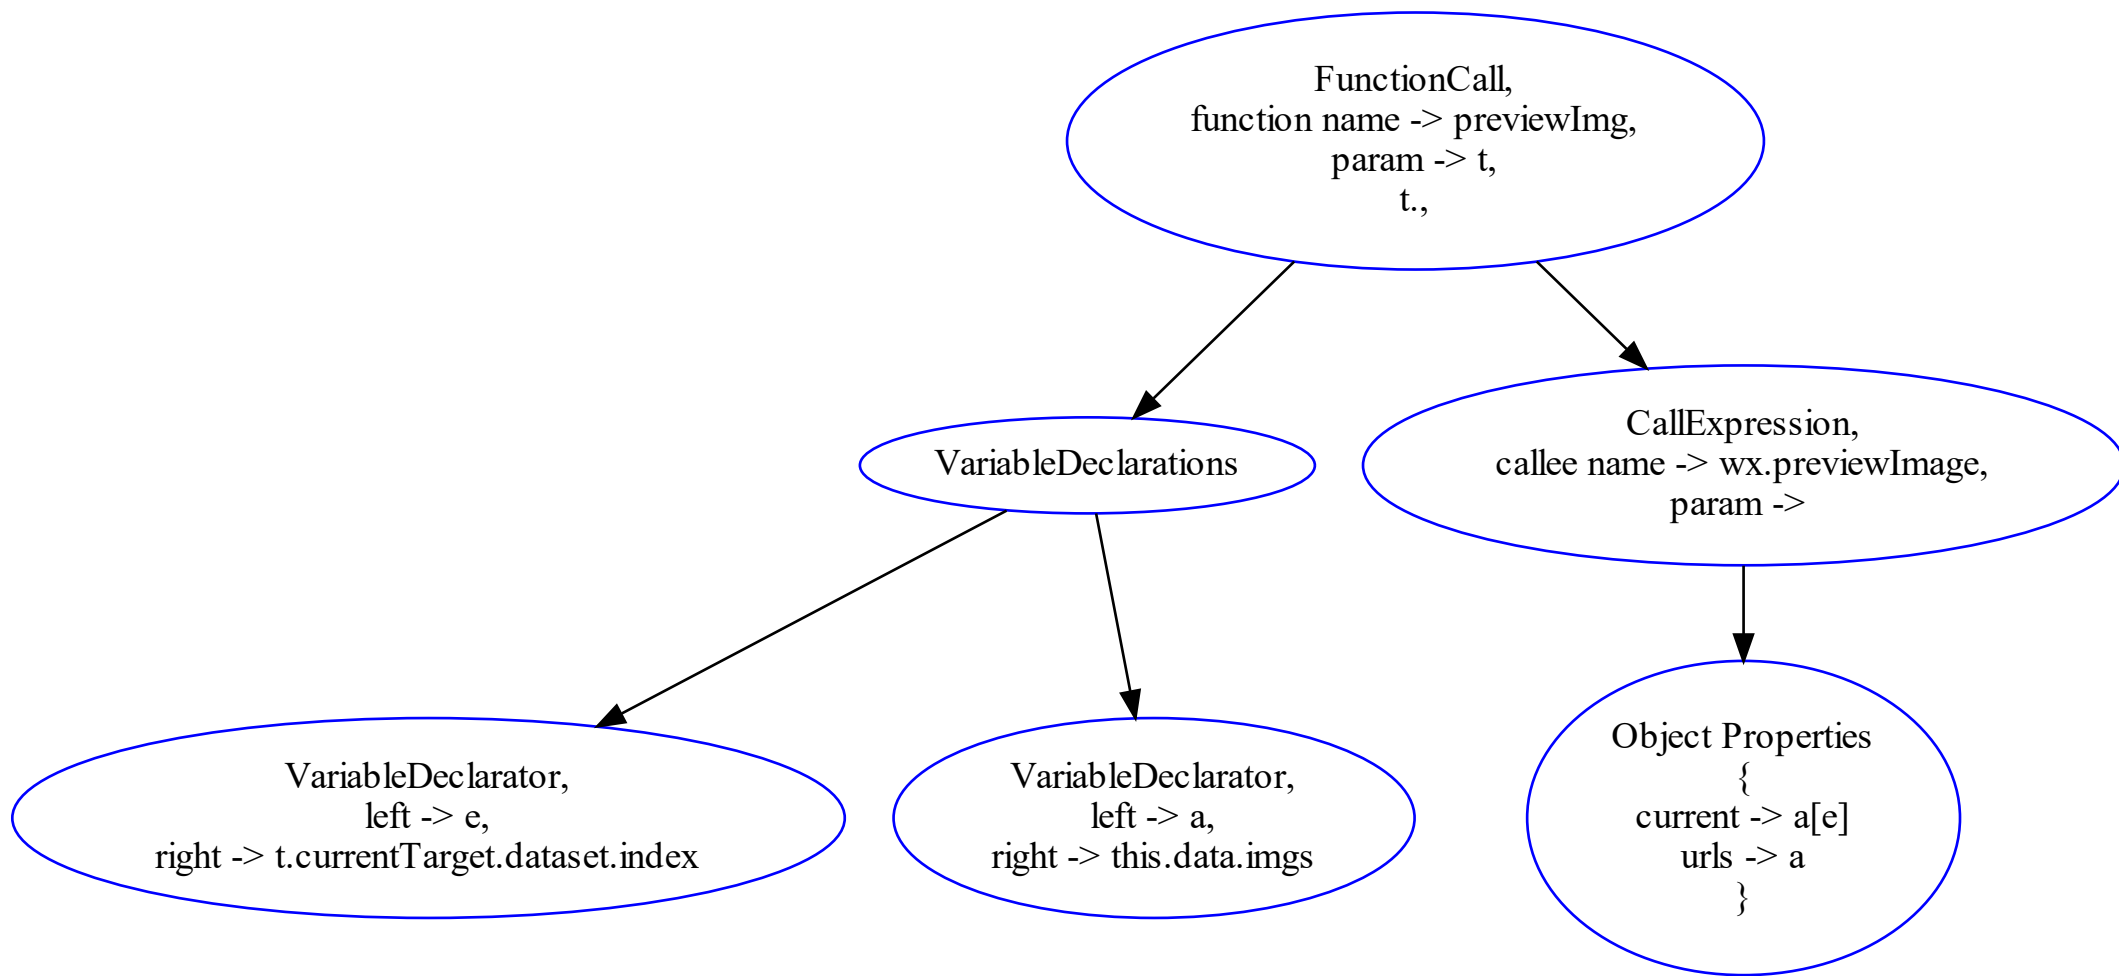 FunctionCall,
function name -> previewImg,
param -> t,
t.,
VariableDeclarations
CallExpression,
callee name -> wx.previewImage,
param ->
VariableDeclarator,
left -> e,
right -> t.currentTarget.dataset.index
VariableDeclarator,
left -> a,
right -> this.data.imgs
Object Properties
{
current -> a[e]
urls -> a
}